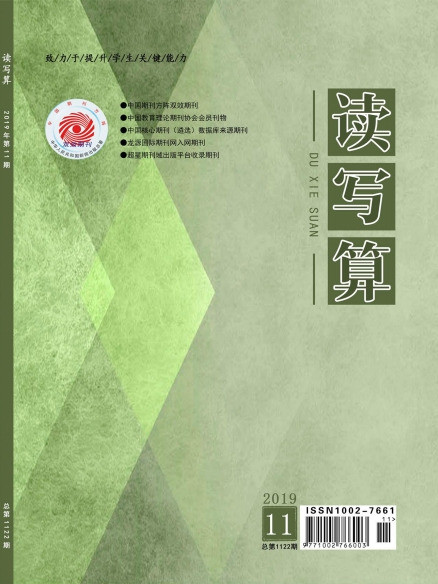 读写算
2019年第11期
总第1122期
致/力/于/提/升/学/生/关/键/能/力
●中国期刊方阵双效期刊
●中国教育理论期刊协会会员刊物
●中国核心期刊（遴选）数据库来源期刊
●龙源国际期刊网入网期刊
●超星期刊域出版平台收录期刊
双效期刊
读写算
DU XIE SUAN
2019
11
总第1122期
ISSN1002-7661
11>
9771002766003